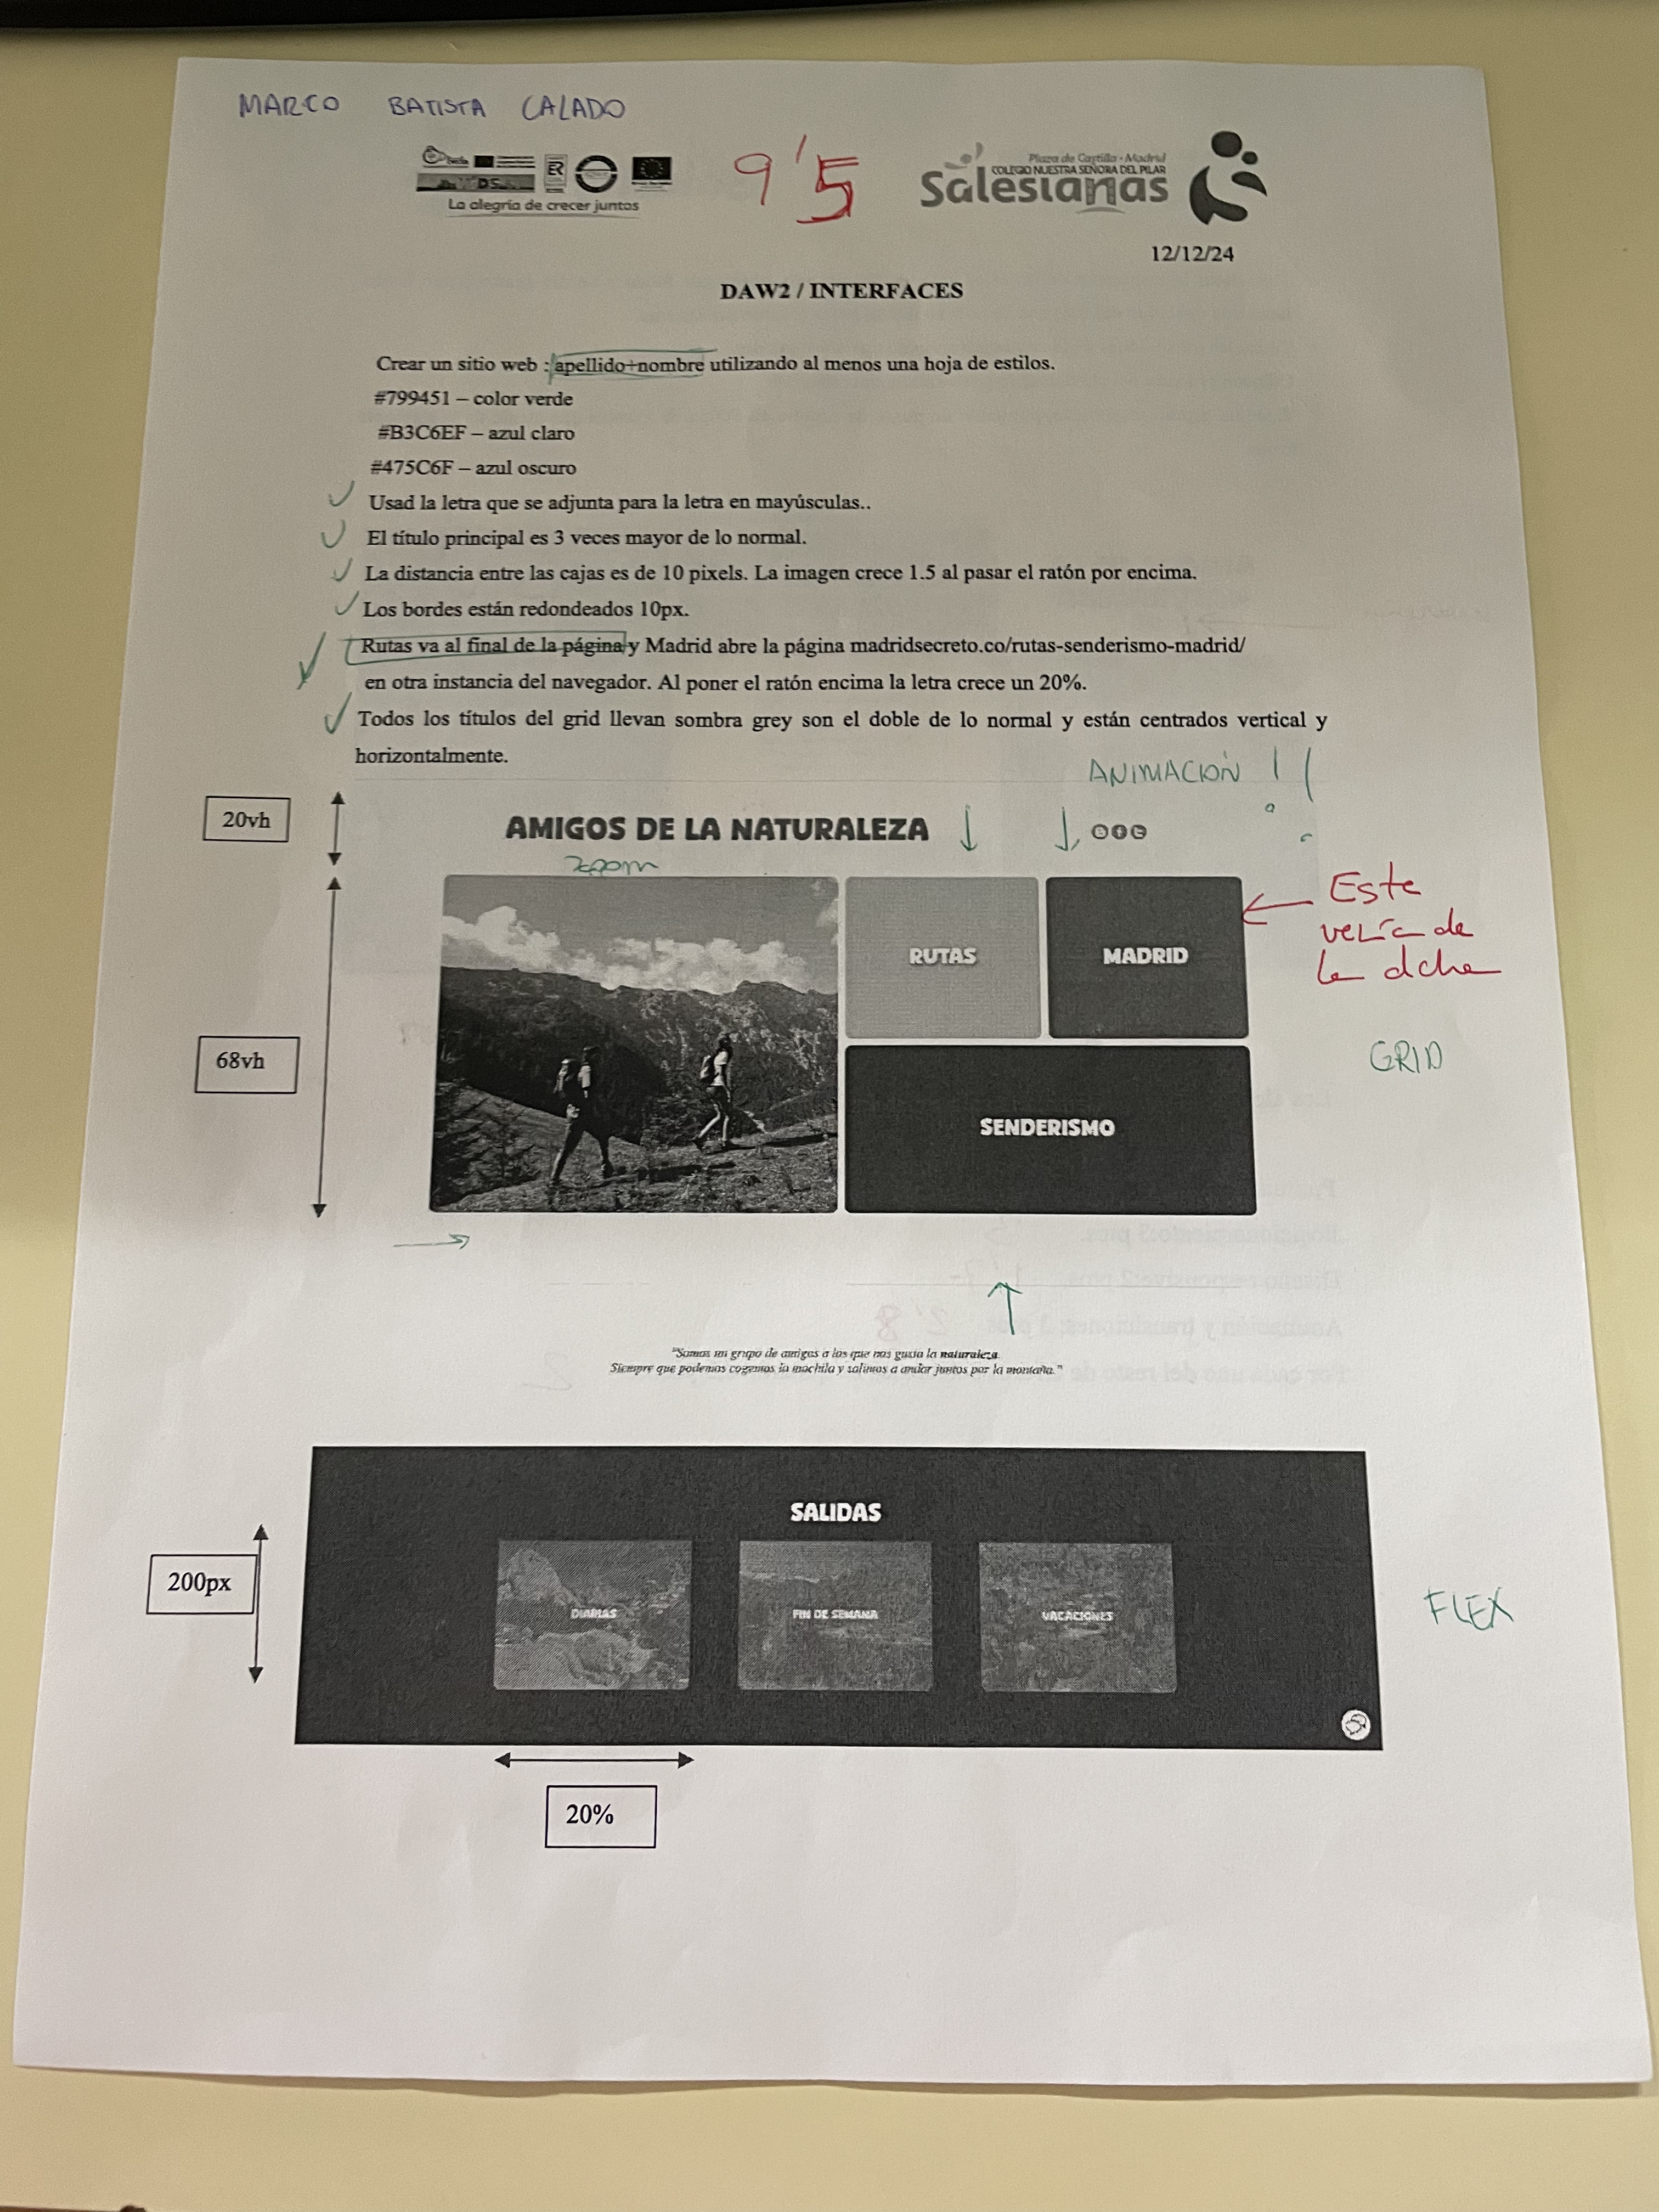 MARCO BATISTA CALADO
9'5
La alegría de crecer juntos
Plaza de Castilla - Madrid
COLEGIO NUESTRA SEÑORA DEL PILAR
Salesianas
12/12/24
DAW2 / INTERFACES
Crear un sitio web : apellido+nombre utilizando al menos una hoja de estilos.
#799451 – color verde
#B3C6EF – azul claro
#475C6F – azul oscuro
Usad la letra que se adjunta para la letra en mayúsculas..
El título principal es 3 veces mayor de lo normal.
La distancia entre las cajas es de 10 pixels. La imagen crece 1.5 al pasar el ratón por encima.
Los bordes están redondeados 10px.
Rutas va al final de la página y Madrid abre la página madridsecreto.co/rutas-senderismo-madrid/
en otra instancia del navegador. Al poner el ratón encima la letra crece un 20%.
Todos los títulos del grid llevan sombra grey son el doble de lo normal y están centrados vertical y
horizontalmente.
ANIMACIÓN
20vh
AMIGOS DE LA NATURALEZA
zoom
Este
venía de
la dcha
RUTAS
MADRID
68vh
GRID
SENDERISMO
"Somos un grupo de amigos a los que nos gusta la naturaleza.
Siempre que podemos cogemos la mochila y salimos a andar juntos por la montaña."
SALIDAS
200px
DIARIAS
FIN DE SEMANA
VACACIONES
FLEX
20%